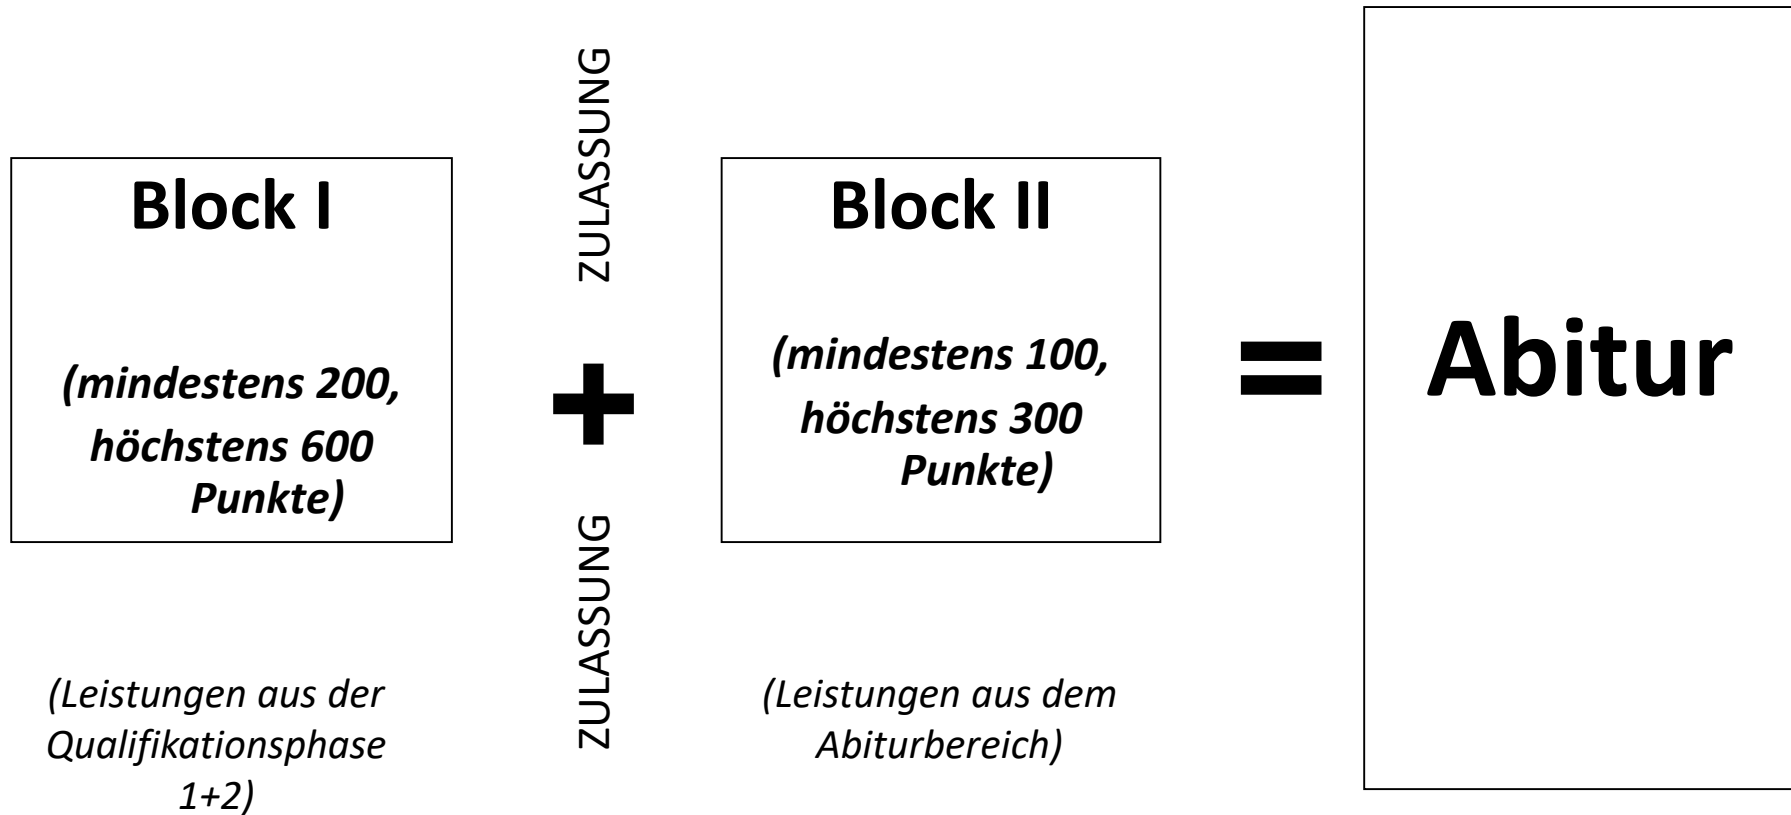 Block I
(mindestens 200,
höchstens 600
Punkte)
(Leistungen aus der
Qualifikationsphase
1+2)
ZULASSUNG
+
ZULASSUNG
Block II
(mindestens 100,
höchstens 300
Punkte)
(Leistungen aus dem
Abiturbereich)
=
Abitur